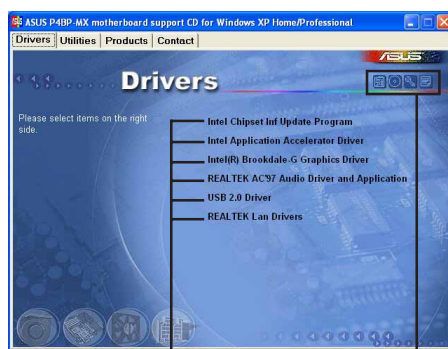 ASUS P4BP-MX motherboard support CD for Windows XP Home/Professional
Drivers Utilities Products Contact
ASUS
Drivers
Please select items on the right
side.
Intel Chipset Inf Update Program
Intel Application Accelerator Driver
Intel(R) Brookdale-G Graphics Driver
REALTEK AC'97 Audio Driver and Application
USB 2.0 Driver
REALTEK Lan Drivers